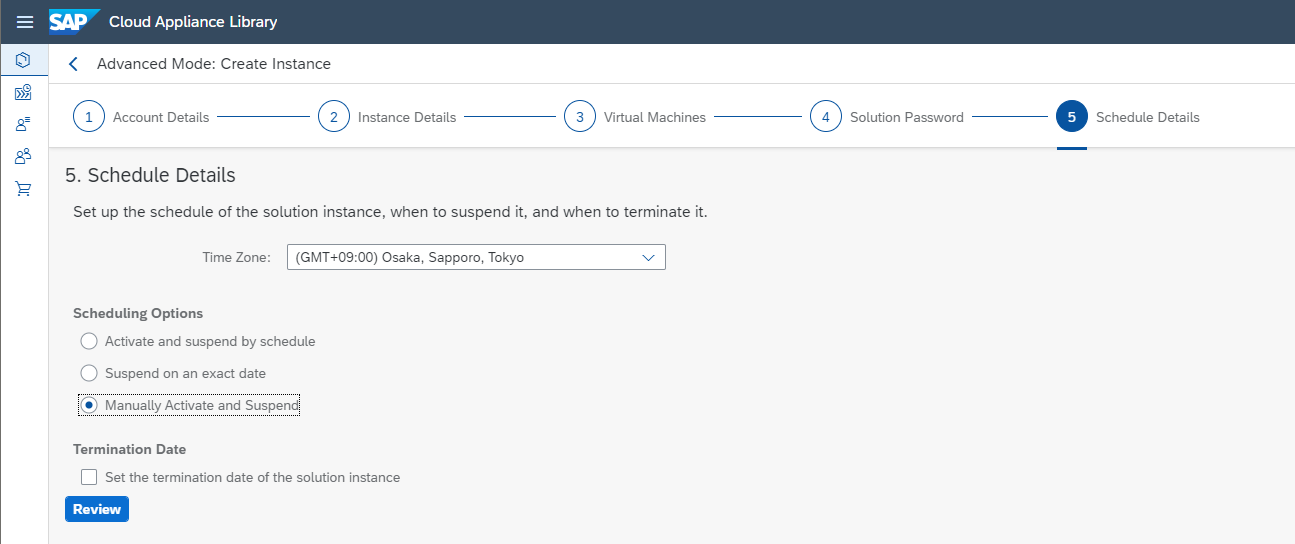 SAP Cloud Appliance Library
Advanced Mode: Create Instance
1 Account Details 2 Instance Details 3 Virtual Machines 4 Solution Password 5 Schedule Details
5. Schedule Details
Set up the schedule of the solution instance, when to suspend it, and when to terminate it.
Time Zone: (GMT+09:00) Osaka, Sapporo, Tokyo
Scheduling Options
Activate and suspend by schedule
Suspend on an exact date
Manually Activate and Suspend
Termination Date
Set the termination date of the solution instance
Review